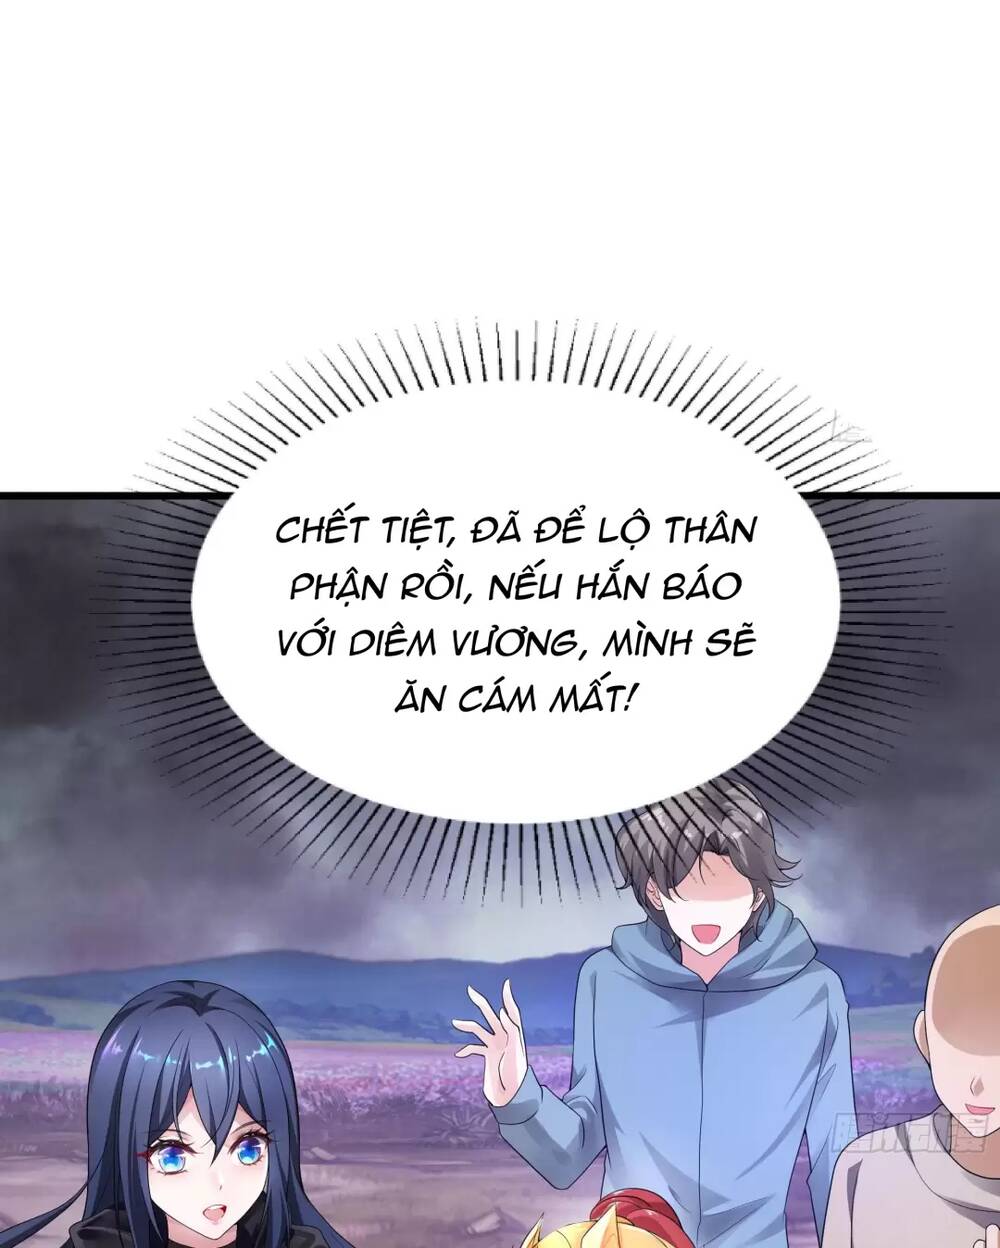 CHẾT TIỆT, ĐÃ ĐỂ LỘ THÂN
PHẬN RỒI, NẾU HẮN BÁO
VỚI DIÊM VƯƠNG, MÌNH SẼ
ĂN CÁM MẤT!